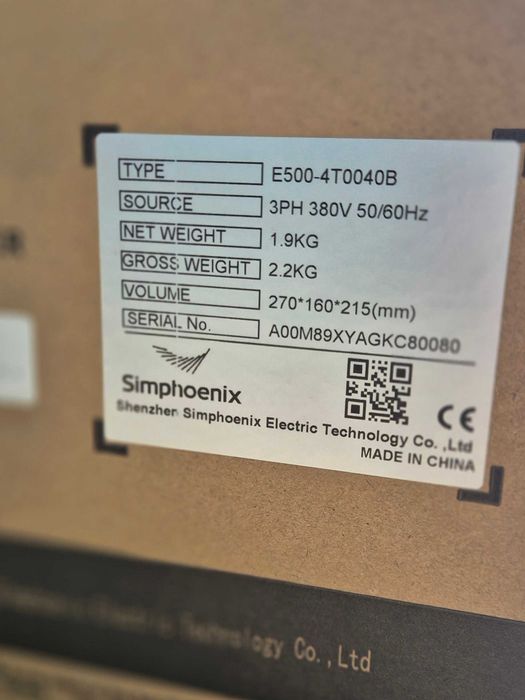 TYPE E500-4T0040B
SOURCE 3PH 380V 50/60Hz
NET WEIGHT 1.9KG
GROSS WEIGHT 2.2KG
VOLUME 270*160*215(mm)
SERIAL No. A00M89XYAGKC80080
Simphoenix
Shenzhen Simphoenix Electric Technology Co. ,Ltd
CE
MADE IN CHINA
Technology Co.,Ltd